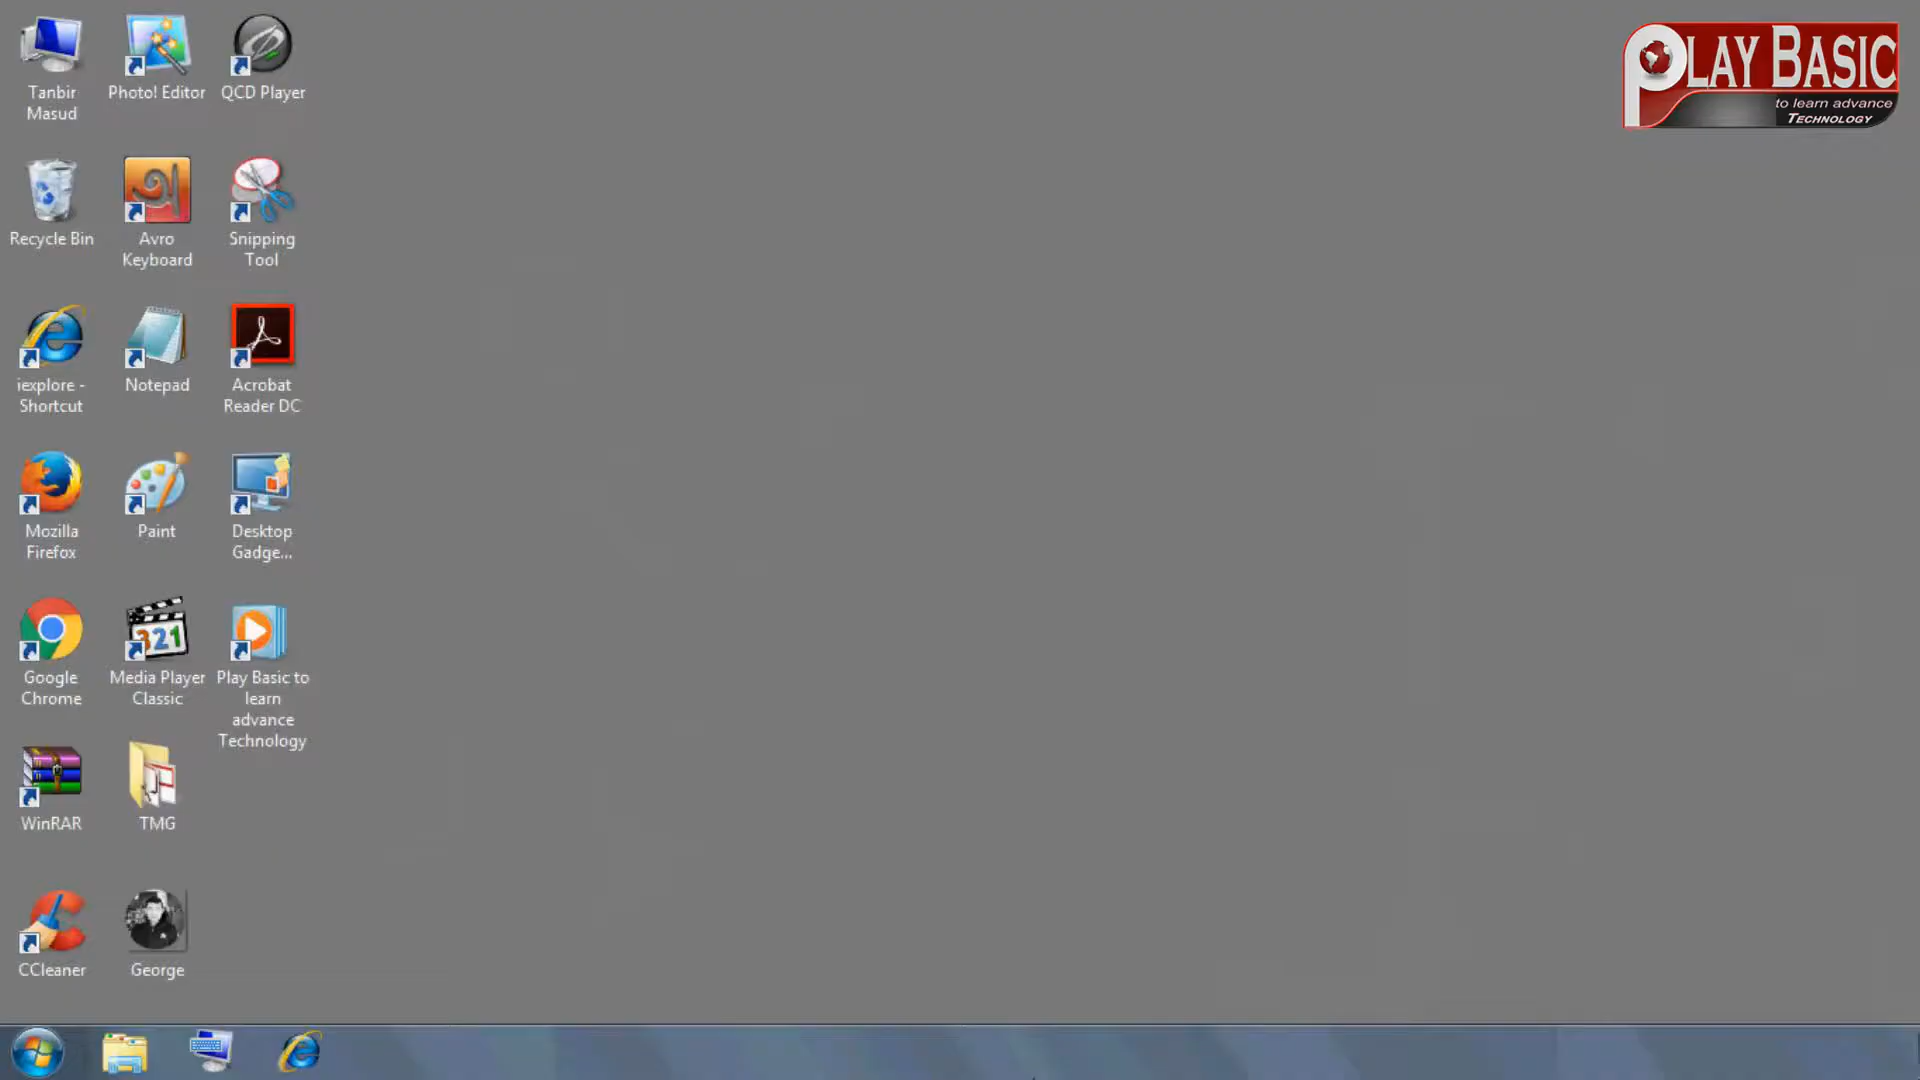 Tanbir
Masud
Photo! Editor
QCD Player
PLAY BASIC
to learn advance
TECHNOLOGY
Recycle Bin
Avro
Keyboard
Snipping
Tool
iexplore -
Shortcut
Notepad
Acrobat
Reader DC
Mozilla
Firefox
Paint
Desktop
Gadge...
Google
Chrome
321
Media Player
Classic
Play Basic to
learn
advance
Technology
WinRAR
TMG
CCleaner
George
অ